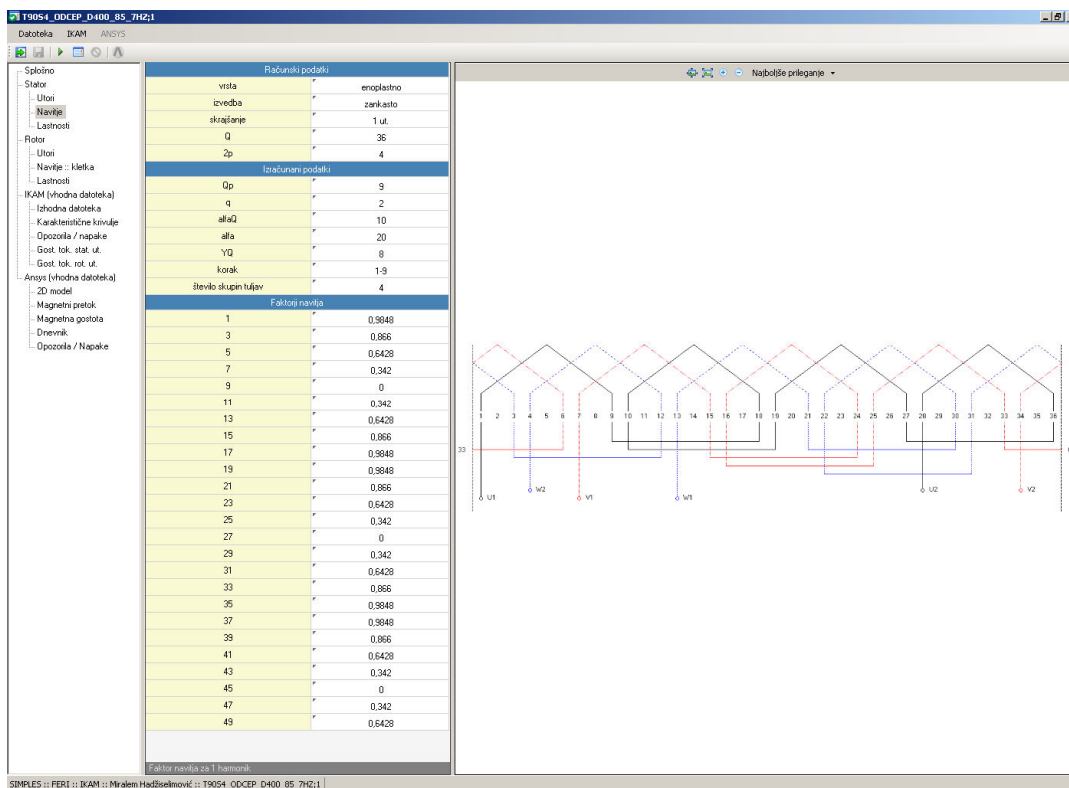 T90S4_ODCEP_D400_85_7HZ;1
Datoteka IKAM ANSYS
Splošno
Stator
Utori
Navitje
Lastnosti
Rotor
Utori
Navitje :: kletka
Lastnosti
IKAM (vhodna datoteka)
Izhodna datoteka
Karakteristične krivulje
Opozorila / napake
Gost. tok. stat. ut.
Gost. tok. rot. ut.
Ansys (vhodna datoteka)
2D model
Magnetni pretok
Magnetna gostota
Dnevnik
Opozorila / Napake
Računski podatki
vrsta enoplastno
izvedba zankasto
skrajšanje 1 ut.
Q 36
2p 4
Izračunani podatki
Qp 9
q 2
alfaQ 10
alfa 20
YQ 8
korak 1-9
število skupin tuljav 4
Faktorji navitja
1 0,9848
3 0,866
5 0,6428
7 0,342
9 0
11 0,342
13 0,6428
15 0,866
17 0,9848
19 0,9848
21 0,866
23 0,6428
25 0,342
27 0
29 0,342
31 0,6428
33 0,866
35 0,9848
37 0,9848
39 0,866
41 0,6428
43 0,342
45 0
47 0,342
49 0,6428
Faktor navitja za 1 harmonik
Najboljše prileganje
1 2 3 4 5 6 7 8 9 10 11 12 13 14 15 16 17 18 19 20 21 22 23 24 25 26 27 28 29 30 31 32 33 34 35 36
33
U1 W2 V1 W1 U2 V2
SIMPLES :: FERI :: IKAM :: Miralem Hadžiselimović :: T90S4_ODCEP_D400_85_7HZ;1